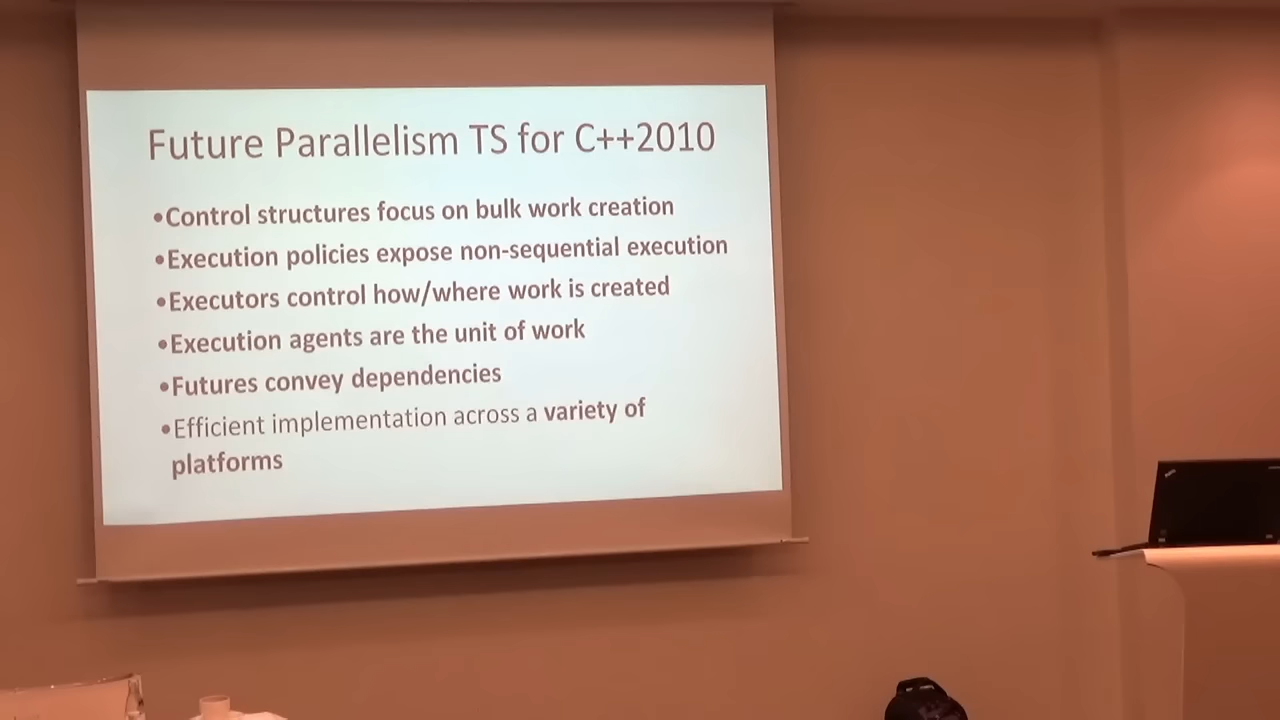 Future Parallelism TS for C++2010
•Control structures focus on bulk work creation
•Execution policies expose non-sequential execution
•Executors control how/where work is created
•Execution agents are the unit of work
•Futures convey dependencies
•Efficient implementation across a variety of
platforms